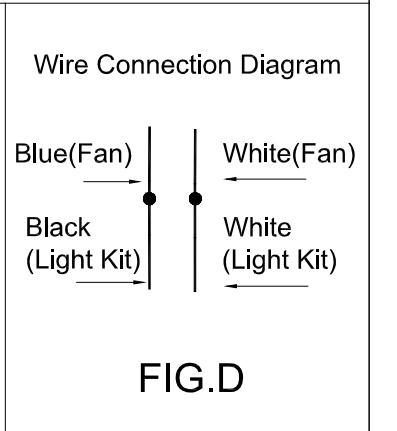 Wire Connection Diagram
Blue(Fan) White(Fan)
Black White
(Light Kit) (Light Kit)
FIG.D